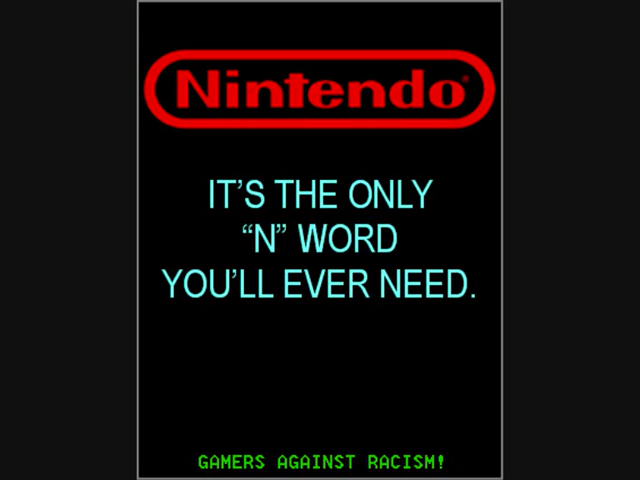 Nintendo®
IT’S THE ONLY
“N” WORD
YOU’LL EVER NEED.
GAMERS AGAINST RACISM!